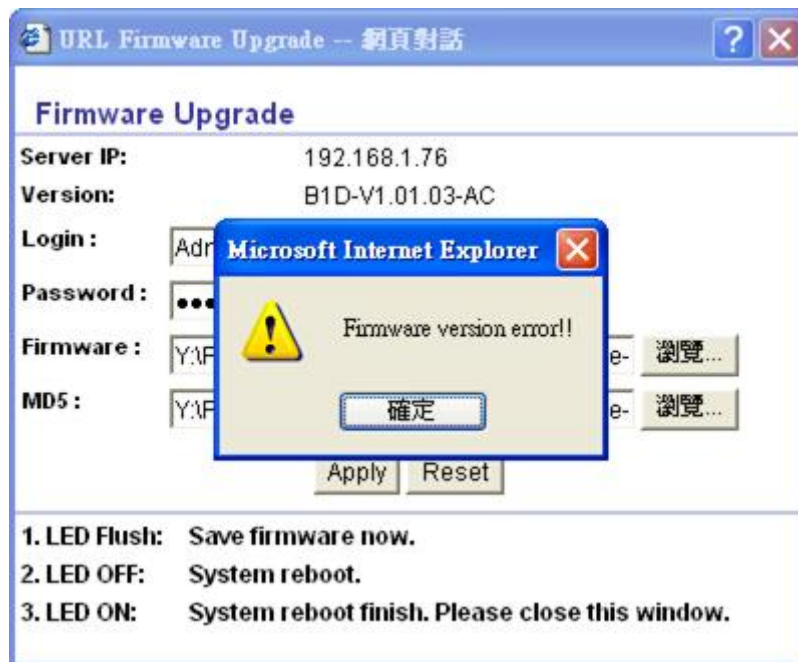 URL Firmware Upgrade -- 網頁對話
Firmware Upgrade
Server IP: 192.168.1.76
Version: B1D-V1.01.03-AC
Login :
Microsoft Internet Explorer
Password :
Firmware version error!!
Firmware : Y:\F e- 瀏覽...
MD5 : Y:\F e- 瀏覽...
確定
Apply Reset
1. LED Flush: Save firmware now.
2. LED OFF: System reboot.
3. LED ON: System reboot finish. Please close this window.